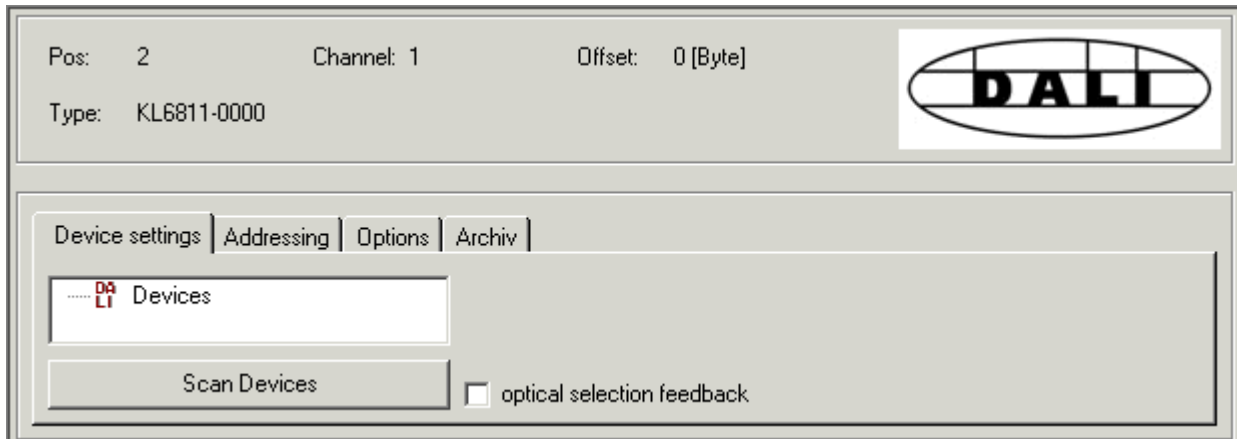 Pos: 2 Channel: 1 Offset: 0 [Byte]
Type: KL6811-0000
DALI
Device settings Addressing Options Archiv
DA
LI Devices
Scan Devices
optical selection feedback